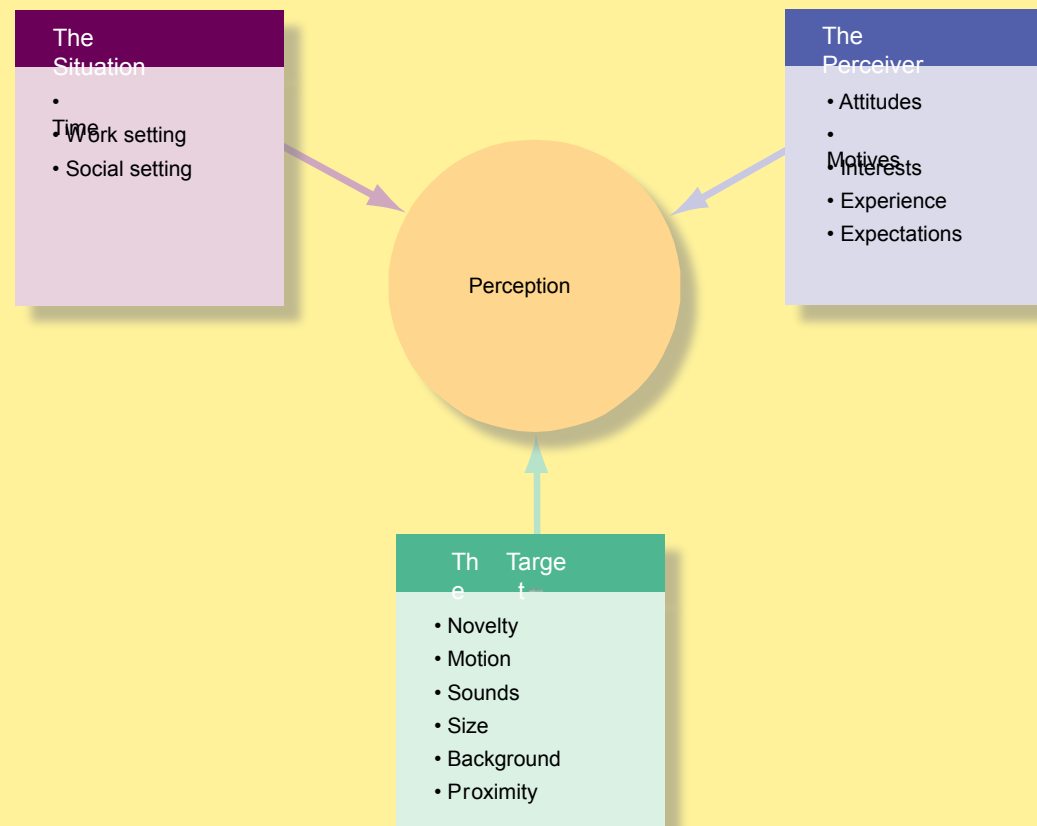 The
Situation
•
Time
• Work setting
• Social setting
The
Perceiver
• Attitudes
•
Motives
• Interests
• Experience
• Expectations
Perception
Th Targe
e t
• Novelty
• Motion
• Sounds
• Size
• Background
• Proximity